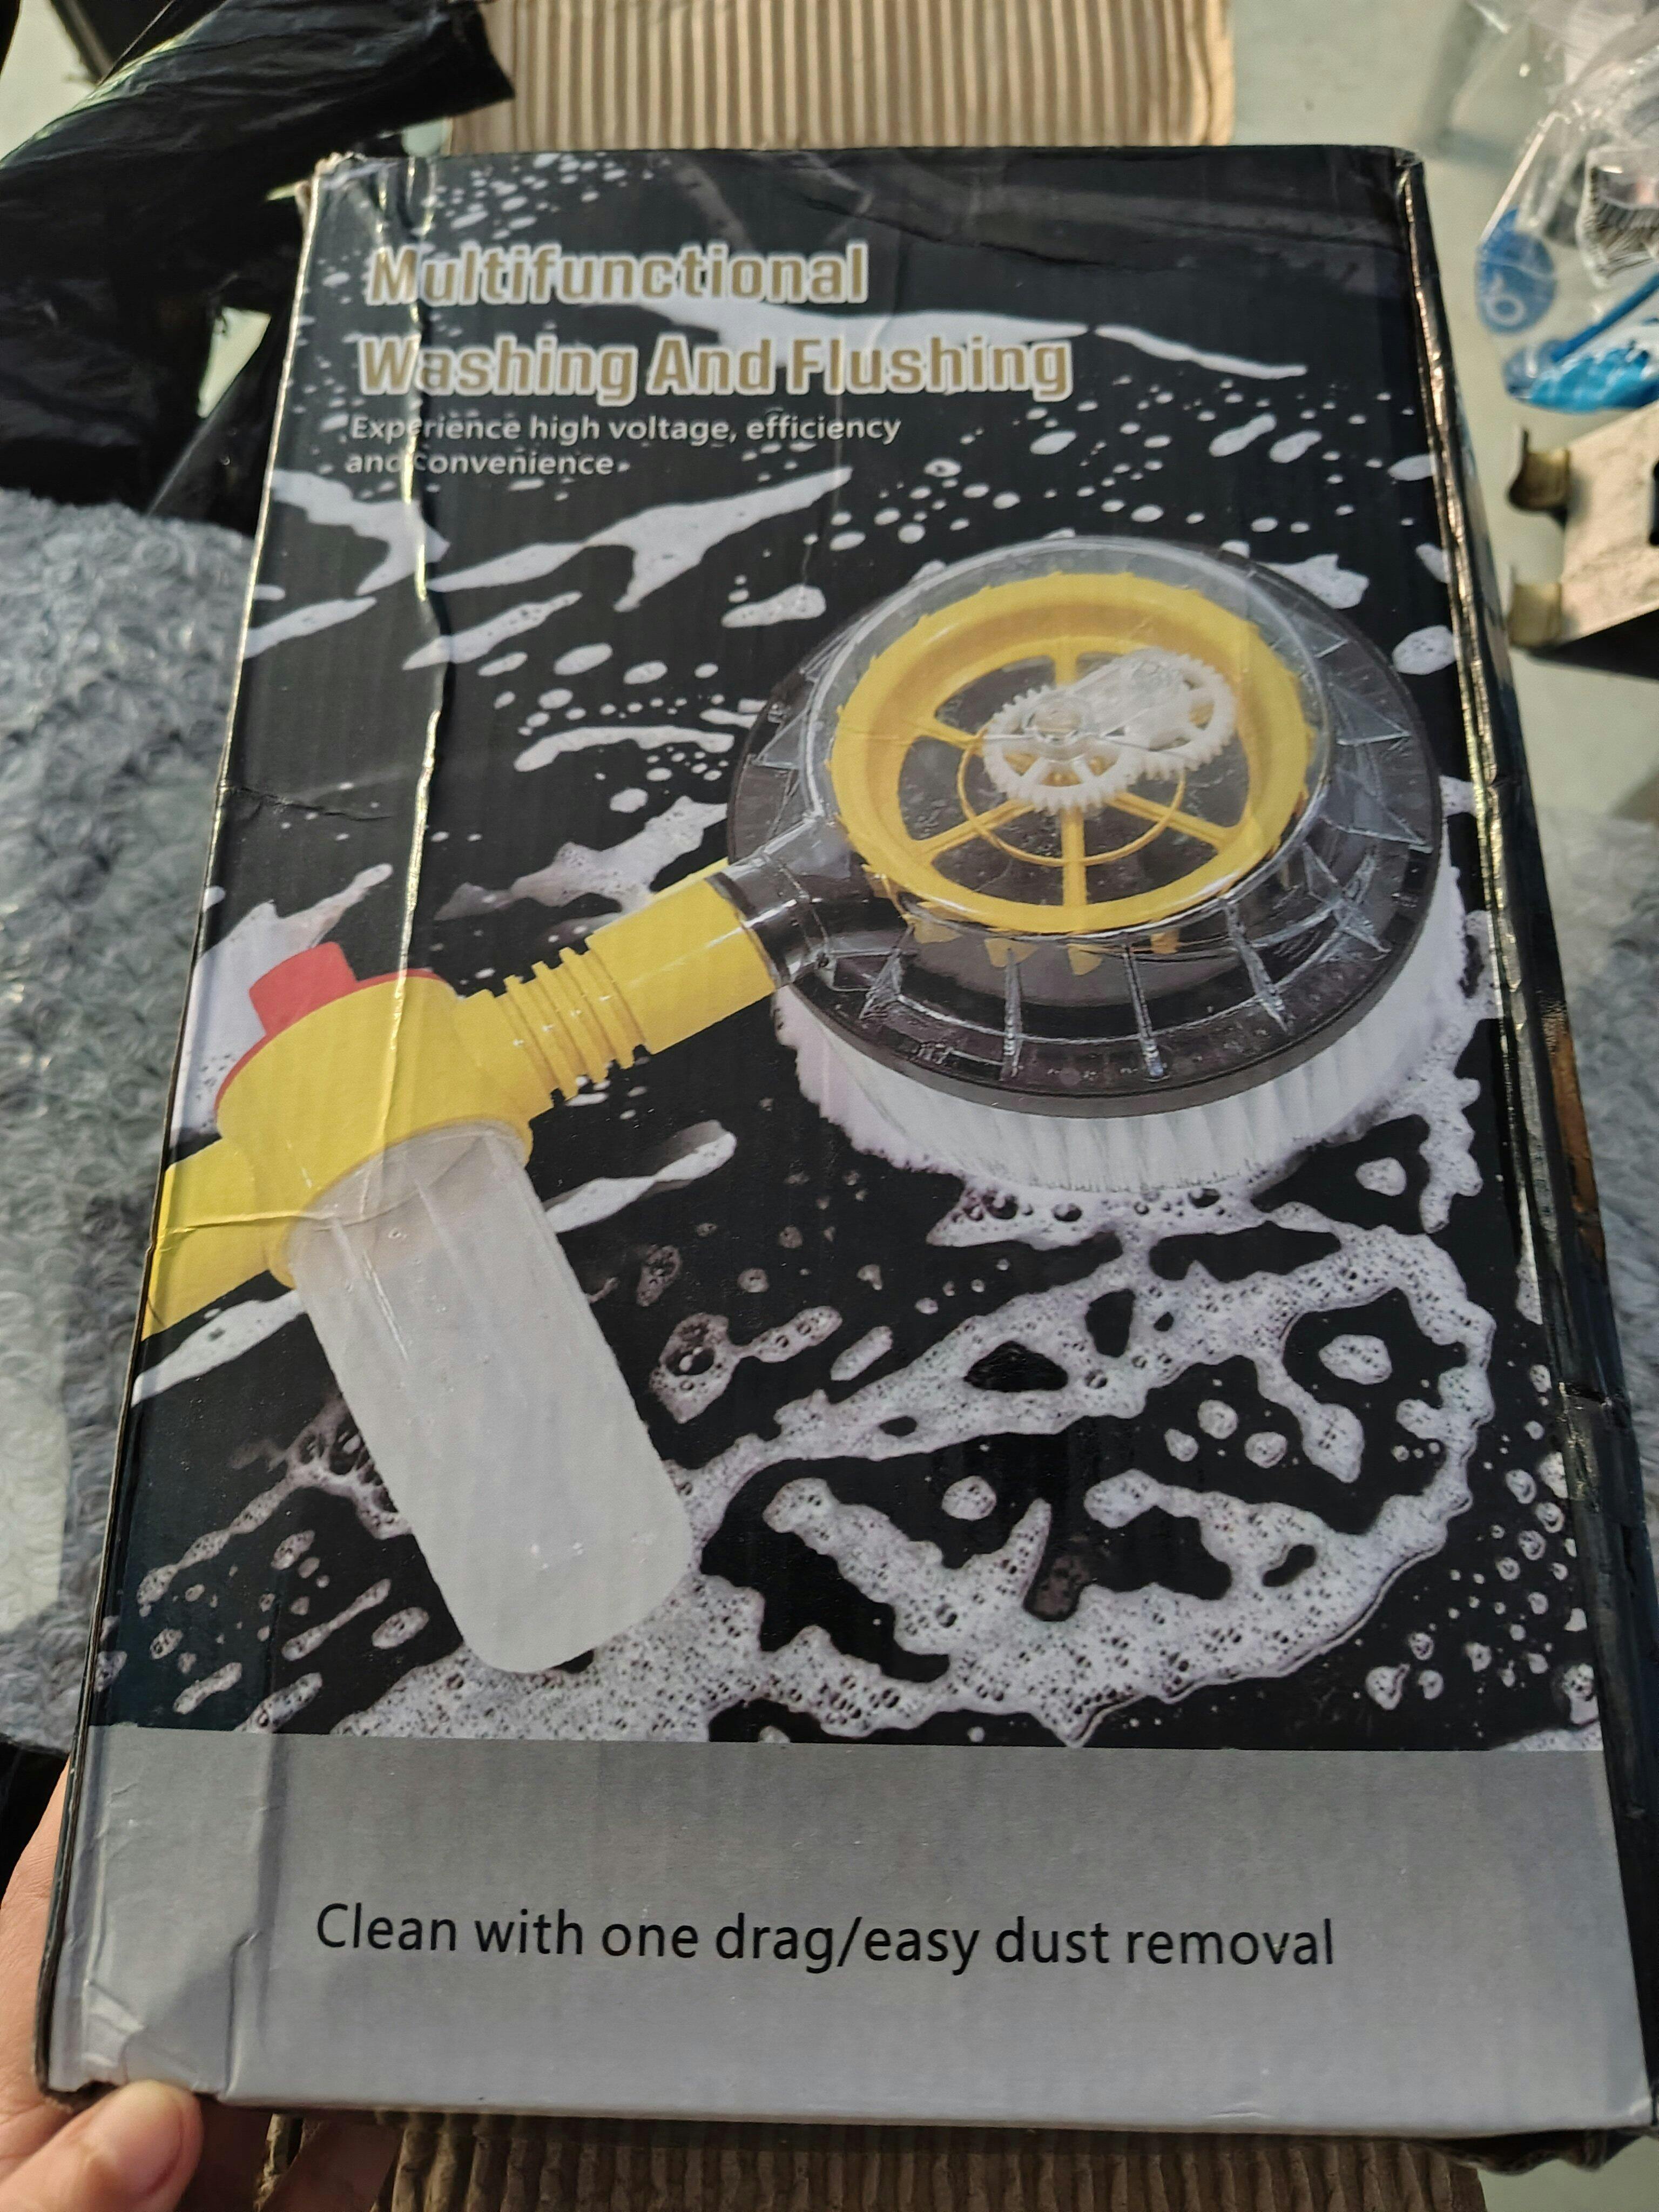 Multifunctional
Washing And Flushing
Experience high voltage, efficiency
and convenience.
Clean with one drag/easy dust removal